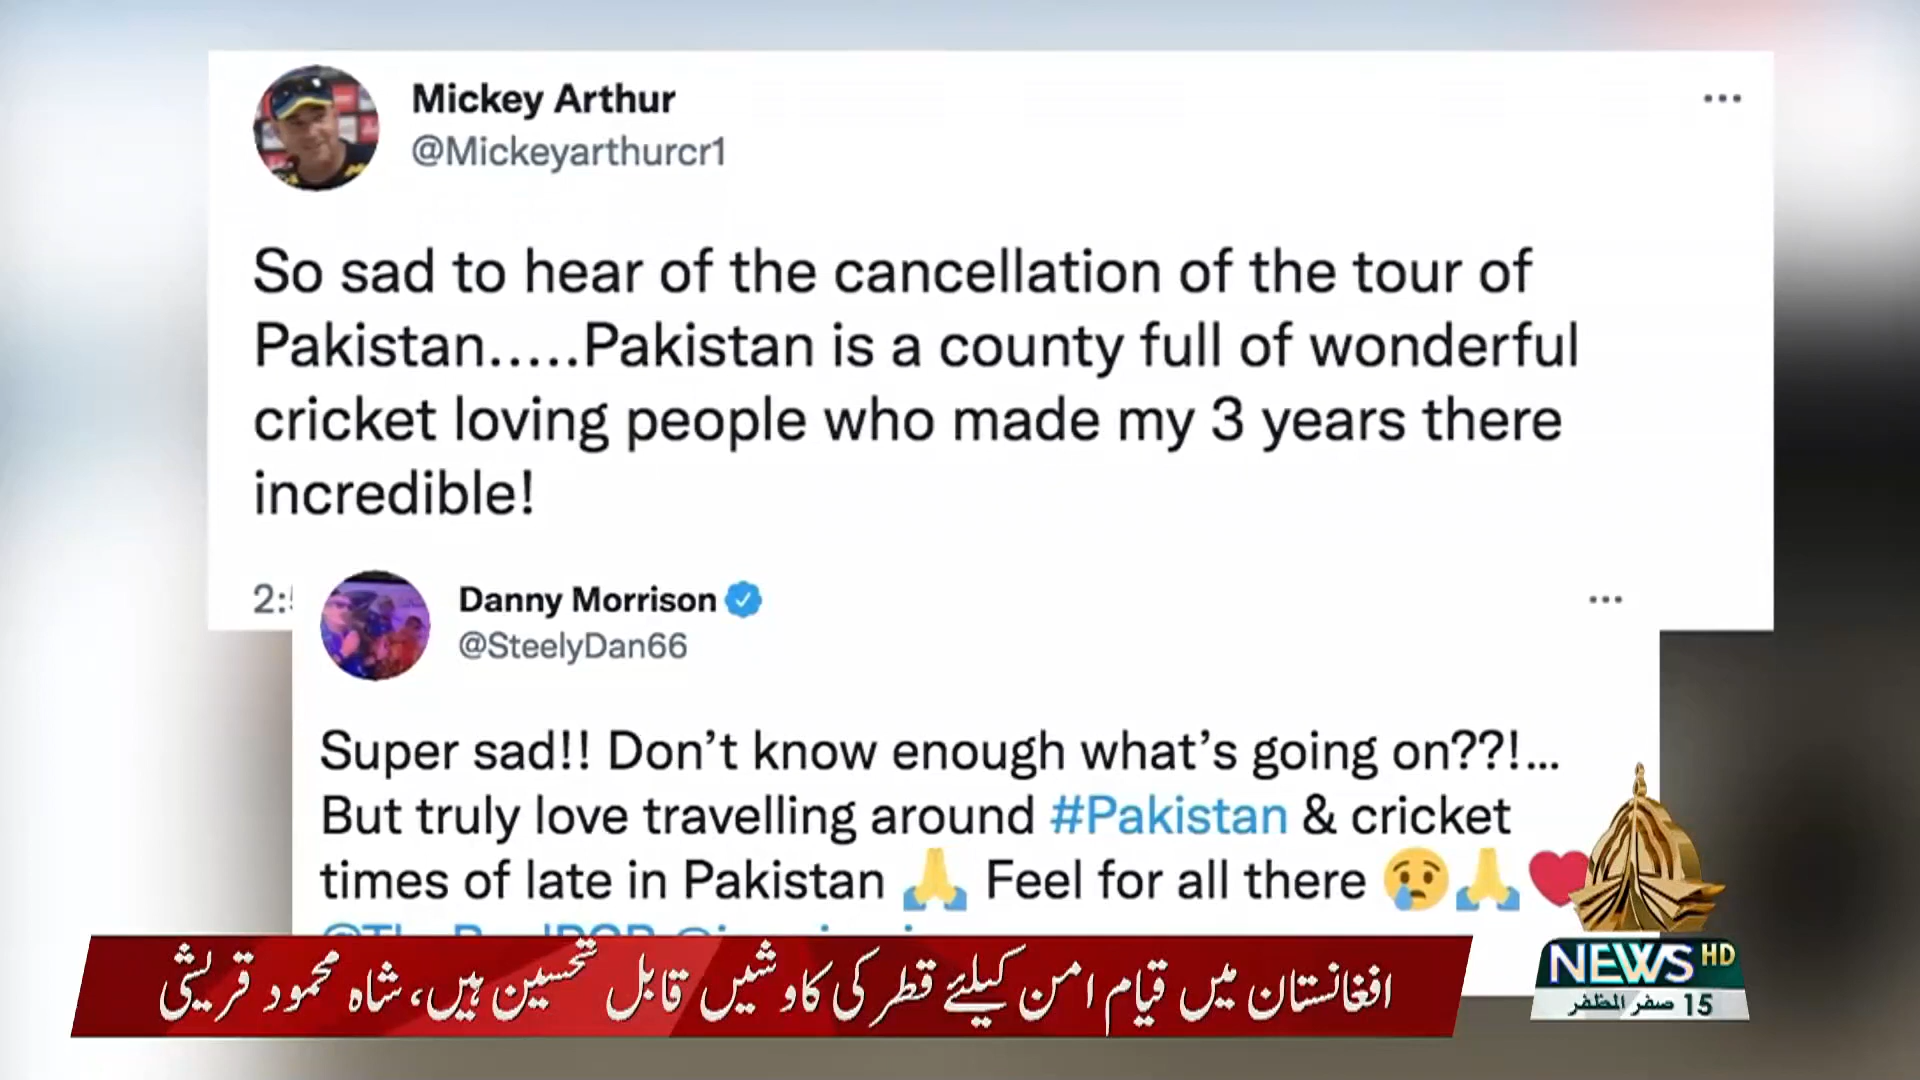 Mickey Arthur
@Mickeyarthurcr1
So sad to hear of the cancellation of the tour of
Pakistan.....Pakistan is a county full of wonderful
cricket loving people who made my 3 years there
incredible!
Danny Morrison
@SteelyDan66
Super sad!! Don’t know enough what’s going on??!...
But truly love travelling around #Pakistan & cricket
times of late in Pakistan 🙏 Feel for all there 😢🙏❤️
افغانستان میں قیام امن کیلئے قطر کی کاوشیں قابل تحسین ہیں، شاہ محمود قریشی
NEWS HD
15 صفر المظفر